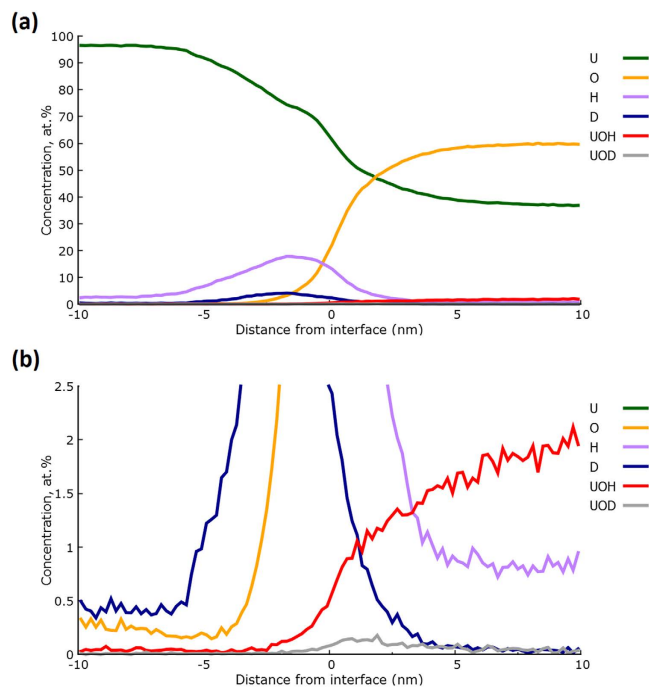 (a)
Concentration, at.%
100
90
80
70
60
50
40
30
20
10
0
-10
-5
0
5
10
Distance from interface (nm)
U
O
H
D
UOH
UOD
(b)
Concentration, at.%
2.5
2
1.5
1
0.5
0
-10
-5
0
5
10
Distance from interface (nm)
U
O
H
D
UOH
UOD